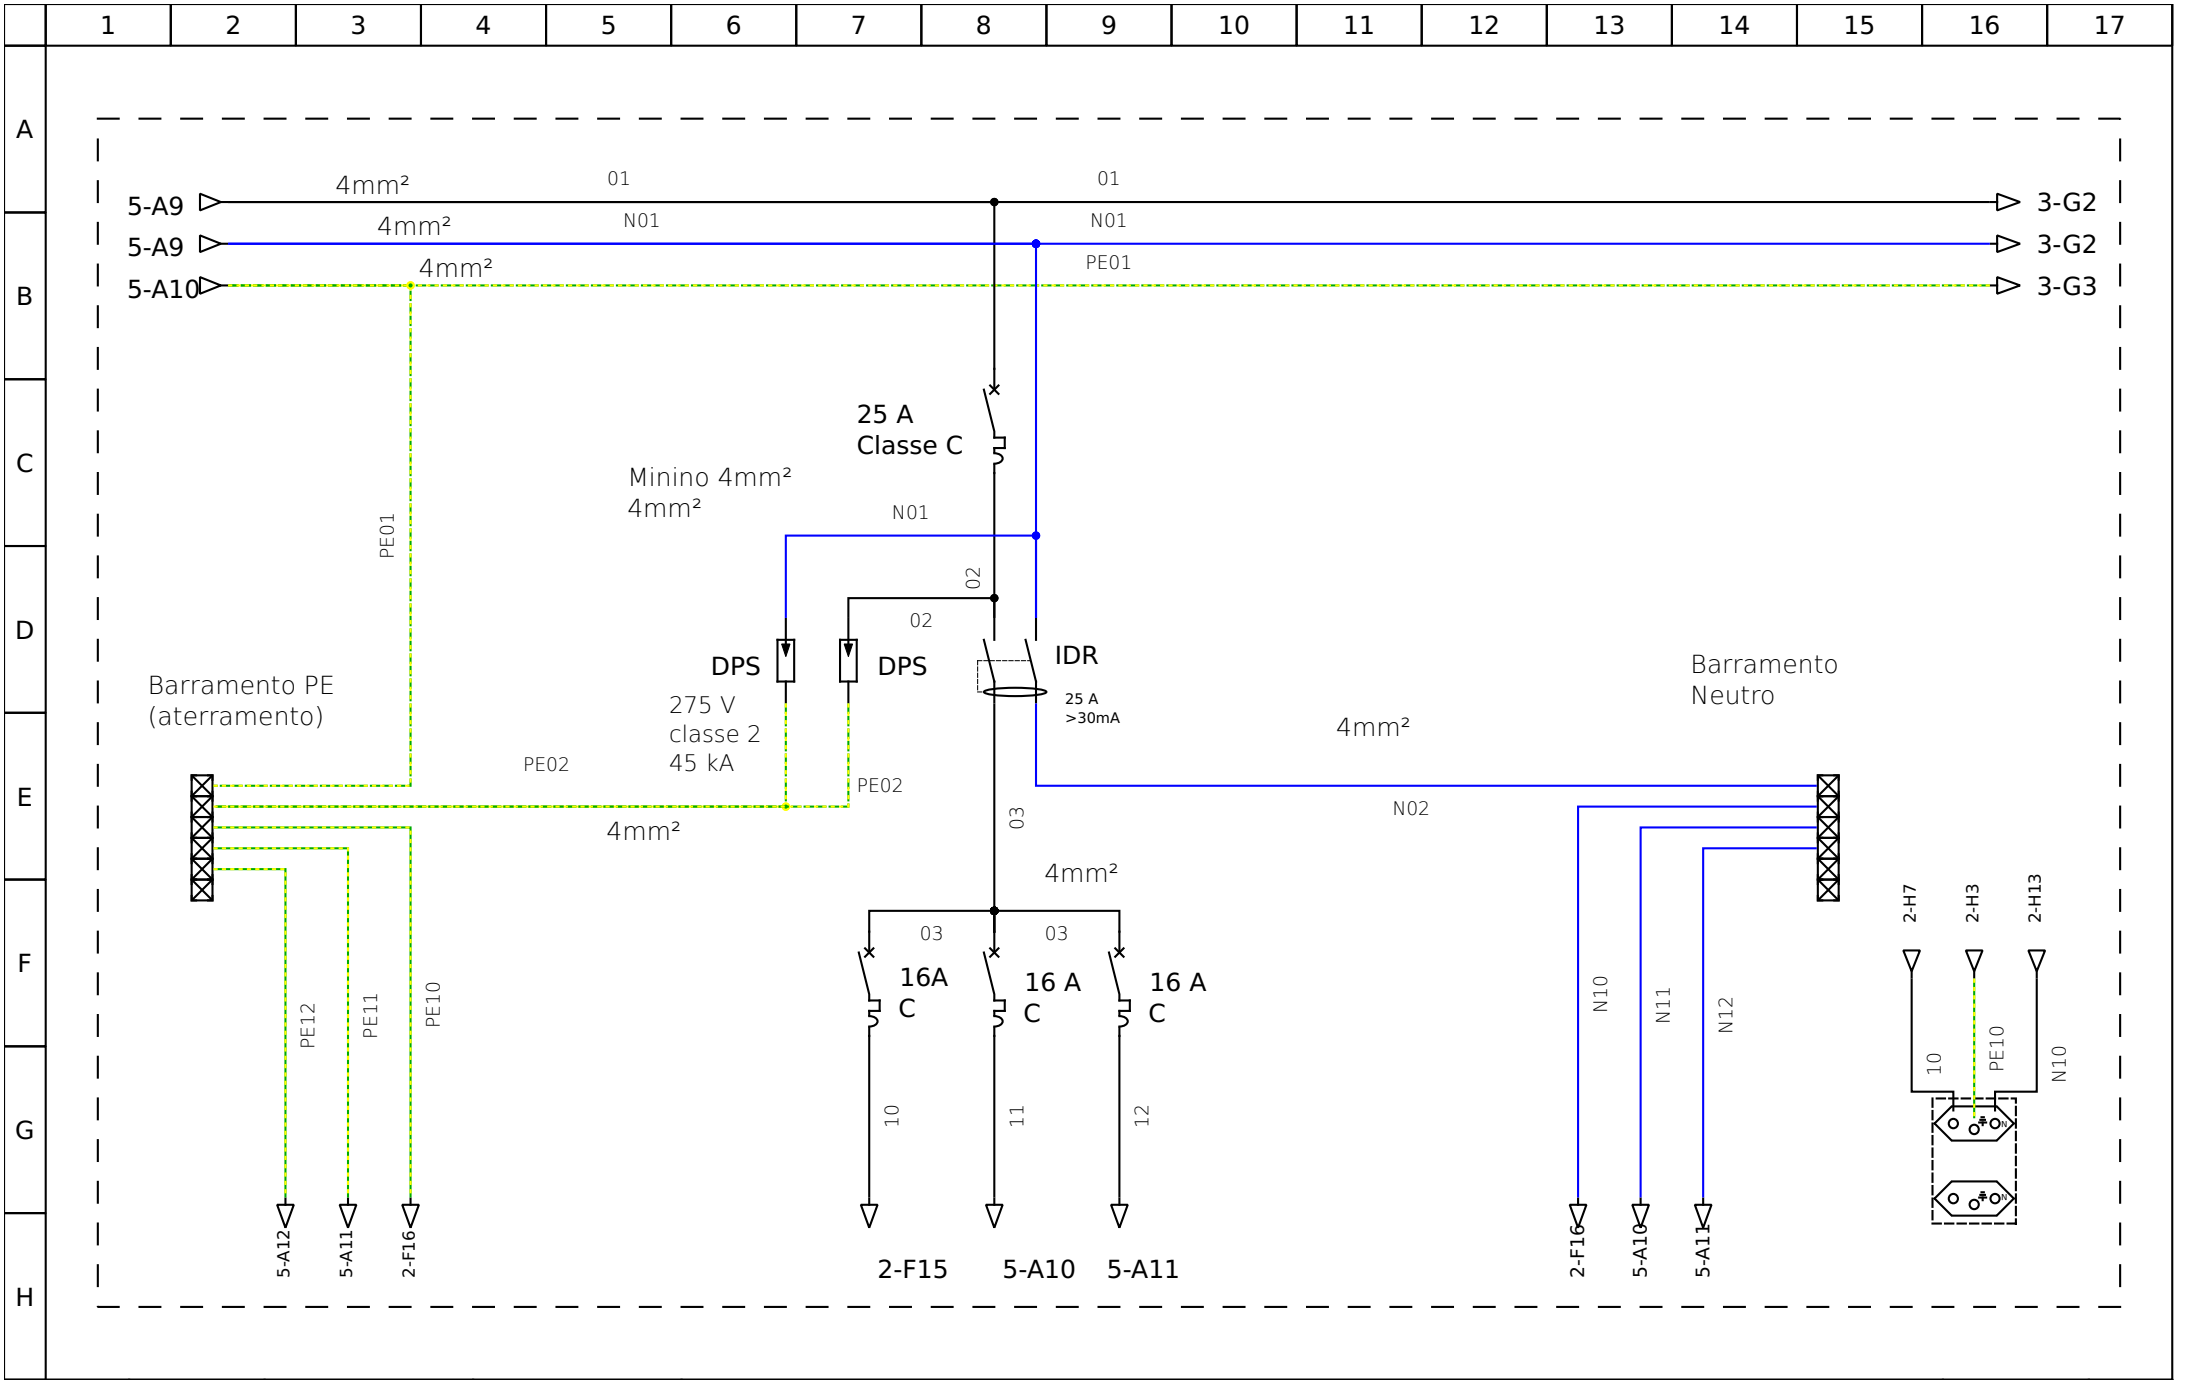 1 2 3 4 5 6 7 8 9 10 11 12 13 14 15 16 17
A
B
C
D
E
F
G
H
5-A9
4mm²
01
01
3-G2
5-A9
4mm²
N01
N01
3-G2
5-A10
4mm²
PE01
3-G3
25 A
Classe C
Minino 4mm²
4mm²
N01
PE01
02
02
DPS
DPS
IDR
25 A
>30mA
275 V
classe 2
45 kA
Barramento PE
(aterramento)
Barramento
Neutro
4mm²
PE02
PE02
4mm²
N02
03
4mm²
03
03
16A
C
16 A
C
16 A
C
2-H7
2-H3
2-H13
PE12
PE11
PE10
N10
N11
N12
10
PE10
N10
10
11
12
N
N
5-A12
5-A11
2-F16
2-F15
5-A10
5-A11
2-F16
5-A10
5-A11